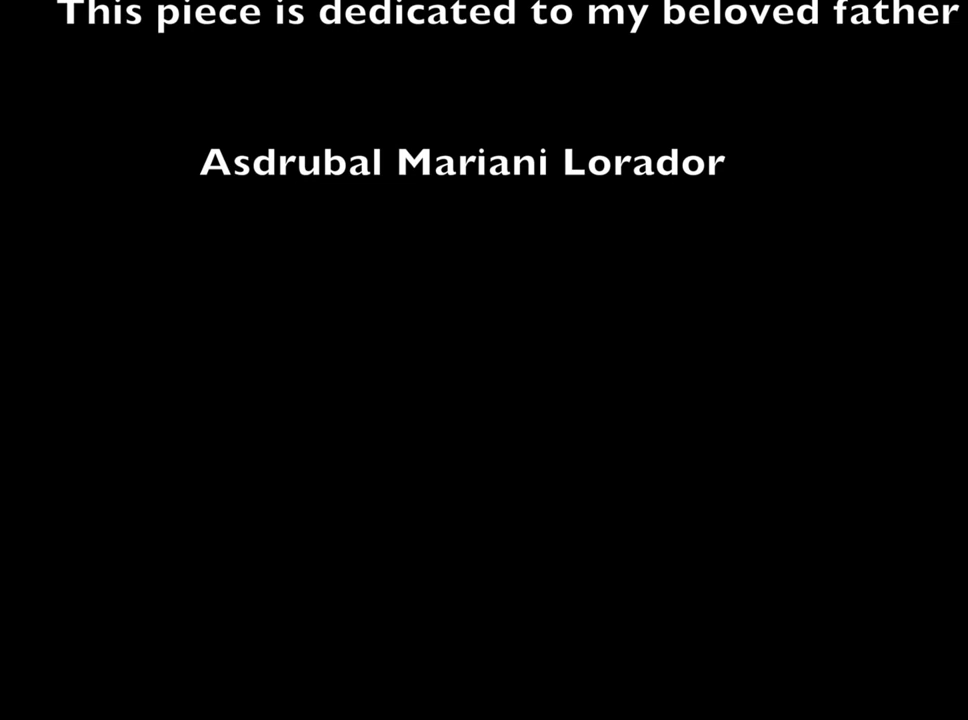 This piece is dedicated to my beloved father
Asdrubal Mariani Lorador